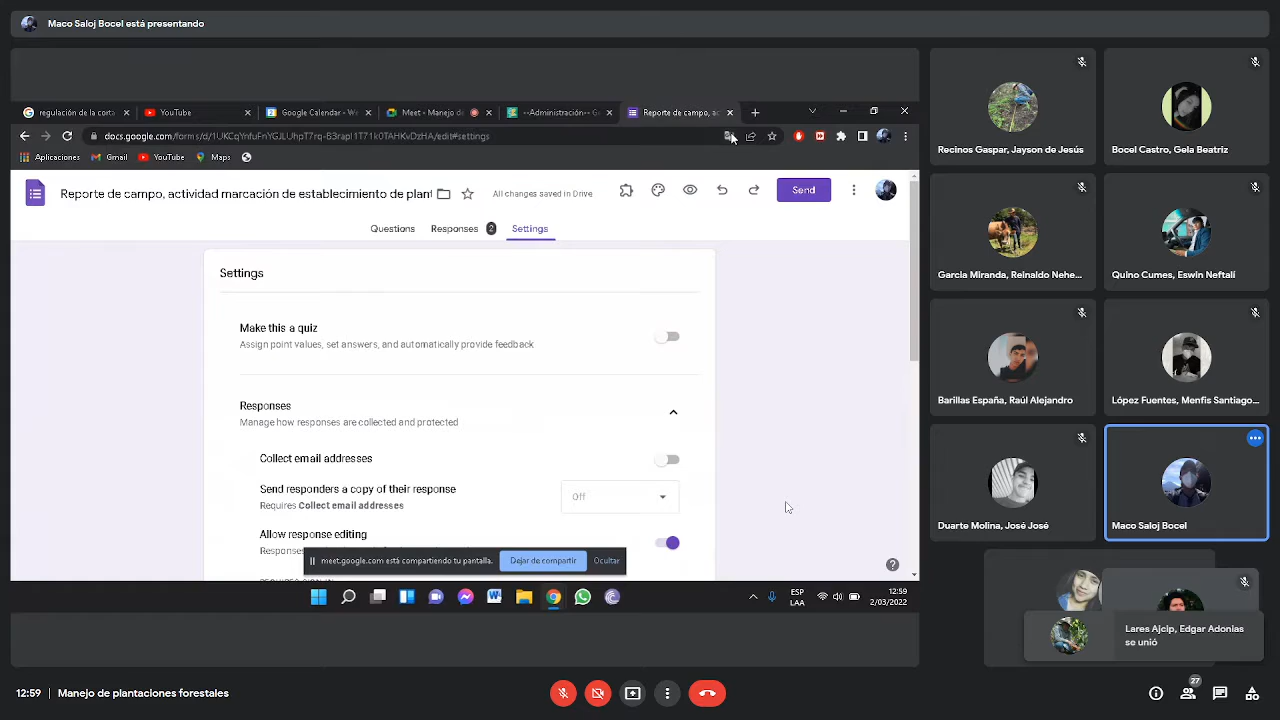 Maco Saloj Bocel está presentando
regulación de la corta
YouTube
Google Calendar - W
Meet - Manejo d
--Administración-- Ga
Reporte de campo, ac
docs.google.com/forms/d/1UKCqYnfuFnYGJLUhpT7rq-B3rapI1T71k0TAHKvDzHA/edit#settings
Aplicaciones
Gmail
YouTube
Maps
Reporte de campo, actividad marcación de establecimiento de plant
All changes saved in Drive
Send
Questions
Responses 2
Settings
Settings
Make this a quiz
Assign point values, set answers, and automatically provide feedback
Responses
Manage how responses are collected and protected
Collect email addresses
Send responders a copy of their response
Requires Collect email addresses
Off
Allow response editing
Respons
meet.google.com está compartiendo tu pantalla.
Dejar de compartir
Ocultar
ESP
LAA
12:59
2/03/2022
Recinos Gaspar, Jayson de Jesús
Bocel Castro, Gela Beatriz
Garcia Miranda, Reinaldo Nehe...
Quino Cumes, Eswin Neftalí
Barillas España, Raúl Alejandro
López Fuentes, Menfis Santiago...
Duarte Molina, José José
Maco Saloj Bocel
Lares Ajcip, Edgar Adonias
se unió
12:59
Manejo de plantaciones forestales
27